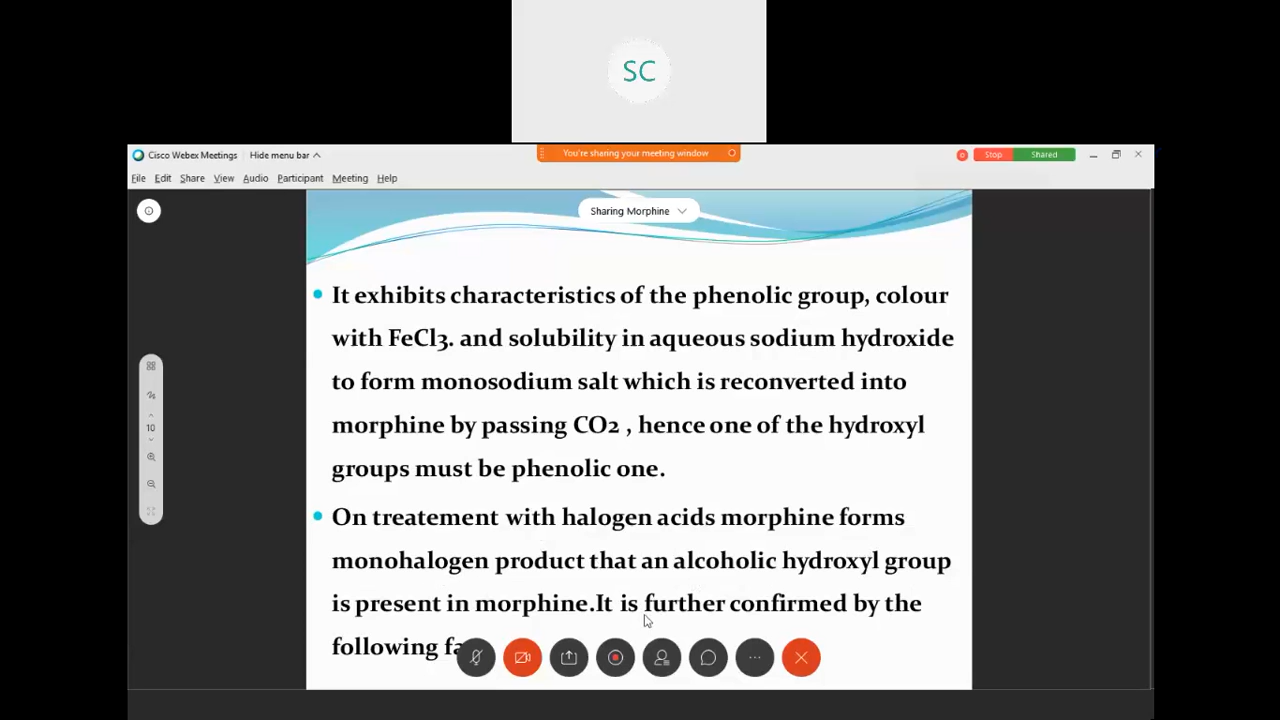 SC
Cisco Webex Meetings Hide menu bar
You're sharing your meeting window
Stop Shared
File Edit Share View Audio Participant Meeting Help
Sharing Morphine
It exhibits characteristics of the phenolic group, colour
with FeCl3. and solubility in aqueous sodium hydroxide
to form monosodium salt which is reconverted into
10
morphine by passing CO2 , hence one of the hydroxyl
groups must be phenolic one.
On treatement with halogen acids morphine forms
monohalogen product that an alcoholic hydroxyl group
is present in morphine.It is further confirmed by the
following